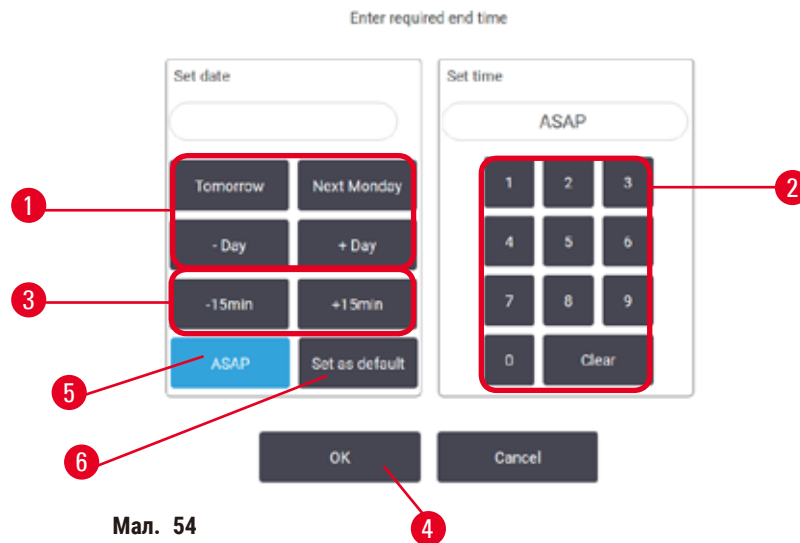 Enter required end time
Set date
Set time
ASAP
Tomorrow
Next Monday
- Day
+ Day
-15min
+15min
ASAP
Set as default
1
2
3
4
5
6
7
8
9
0
Clear
OK
Cancel
1
2
3
4
5
6
Мал. 54